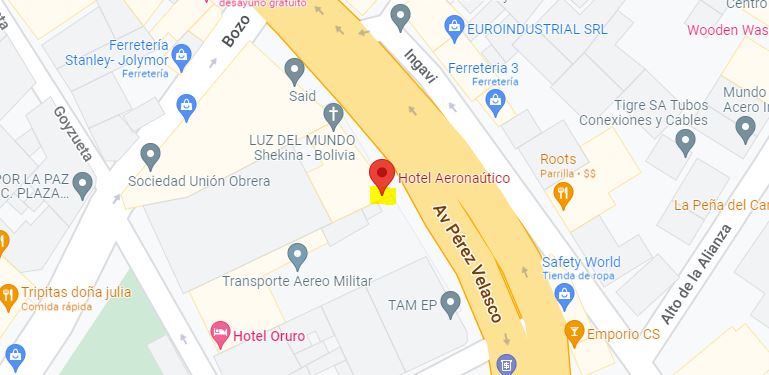 desayuno gratuito
Bozo
Ferretería
Stanley- Jolymor
Ferretería
Goyzueta
Said
LUZ DEL MUNDO
Shekina - Bolivia
POR LA PAZ
C. PLAZA...
Sociedad Unión Obrera
Hotel Aeronaútico
Transporte Aereo Militar
TAM EP
Tripitas doña julia
Comida rápida
Hotel Oruro
Av Pérez Velasco
Centro
EUROINDUSTRIAL SRL
Ingavi
Wooden Was
Ferreteria 3
Ferretería
Tigre SA Tubos
Conexiones y Cables
Mundo
Acero In
Roots
Parrilla • $$
La Peña del Car
Safety World
Tienda de ropa
Alto de la Alianza
Emporio CS